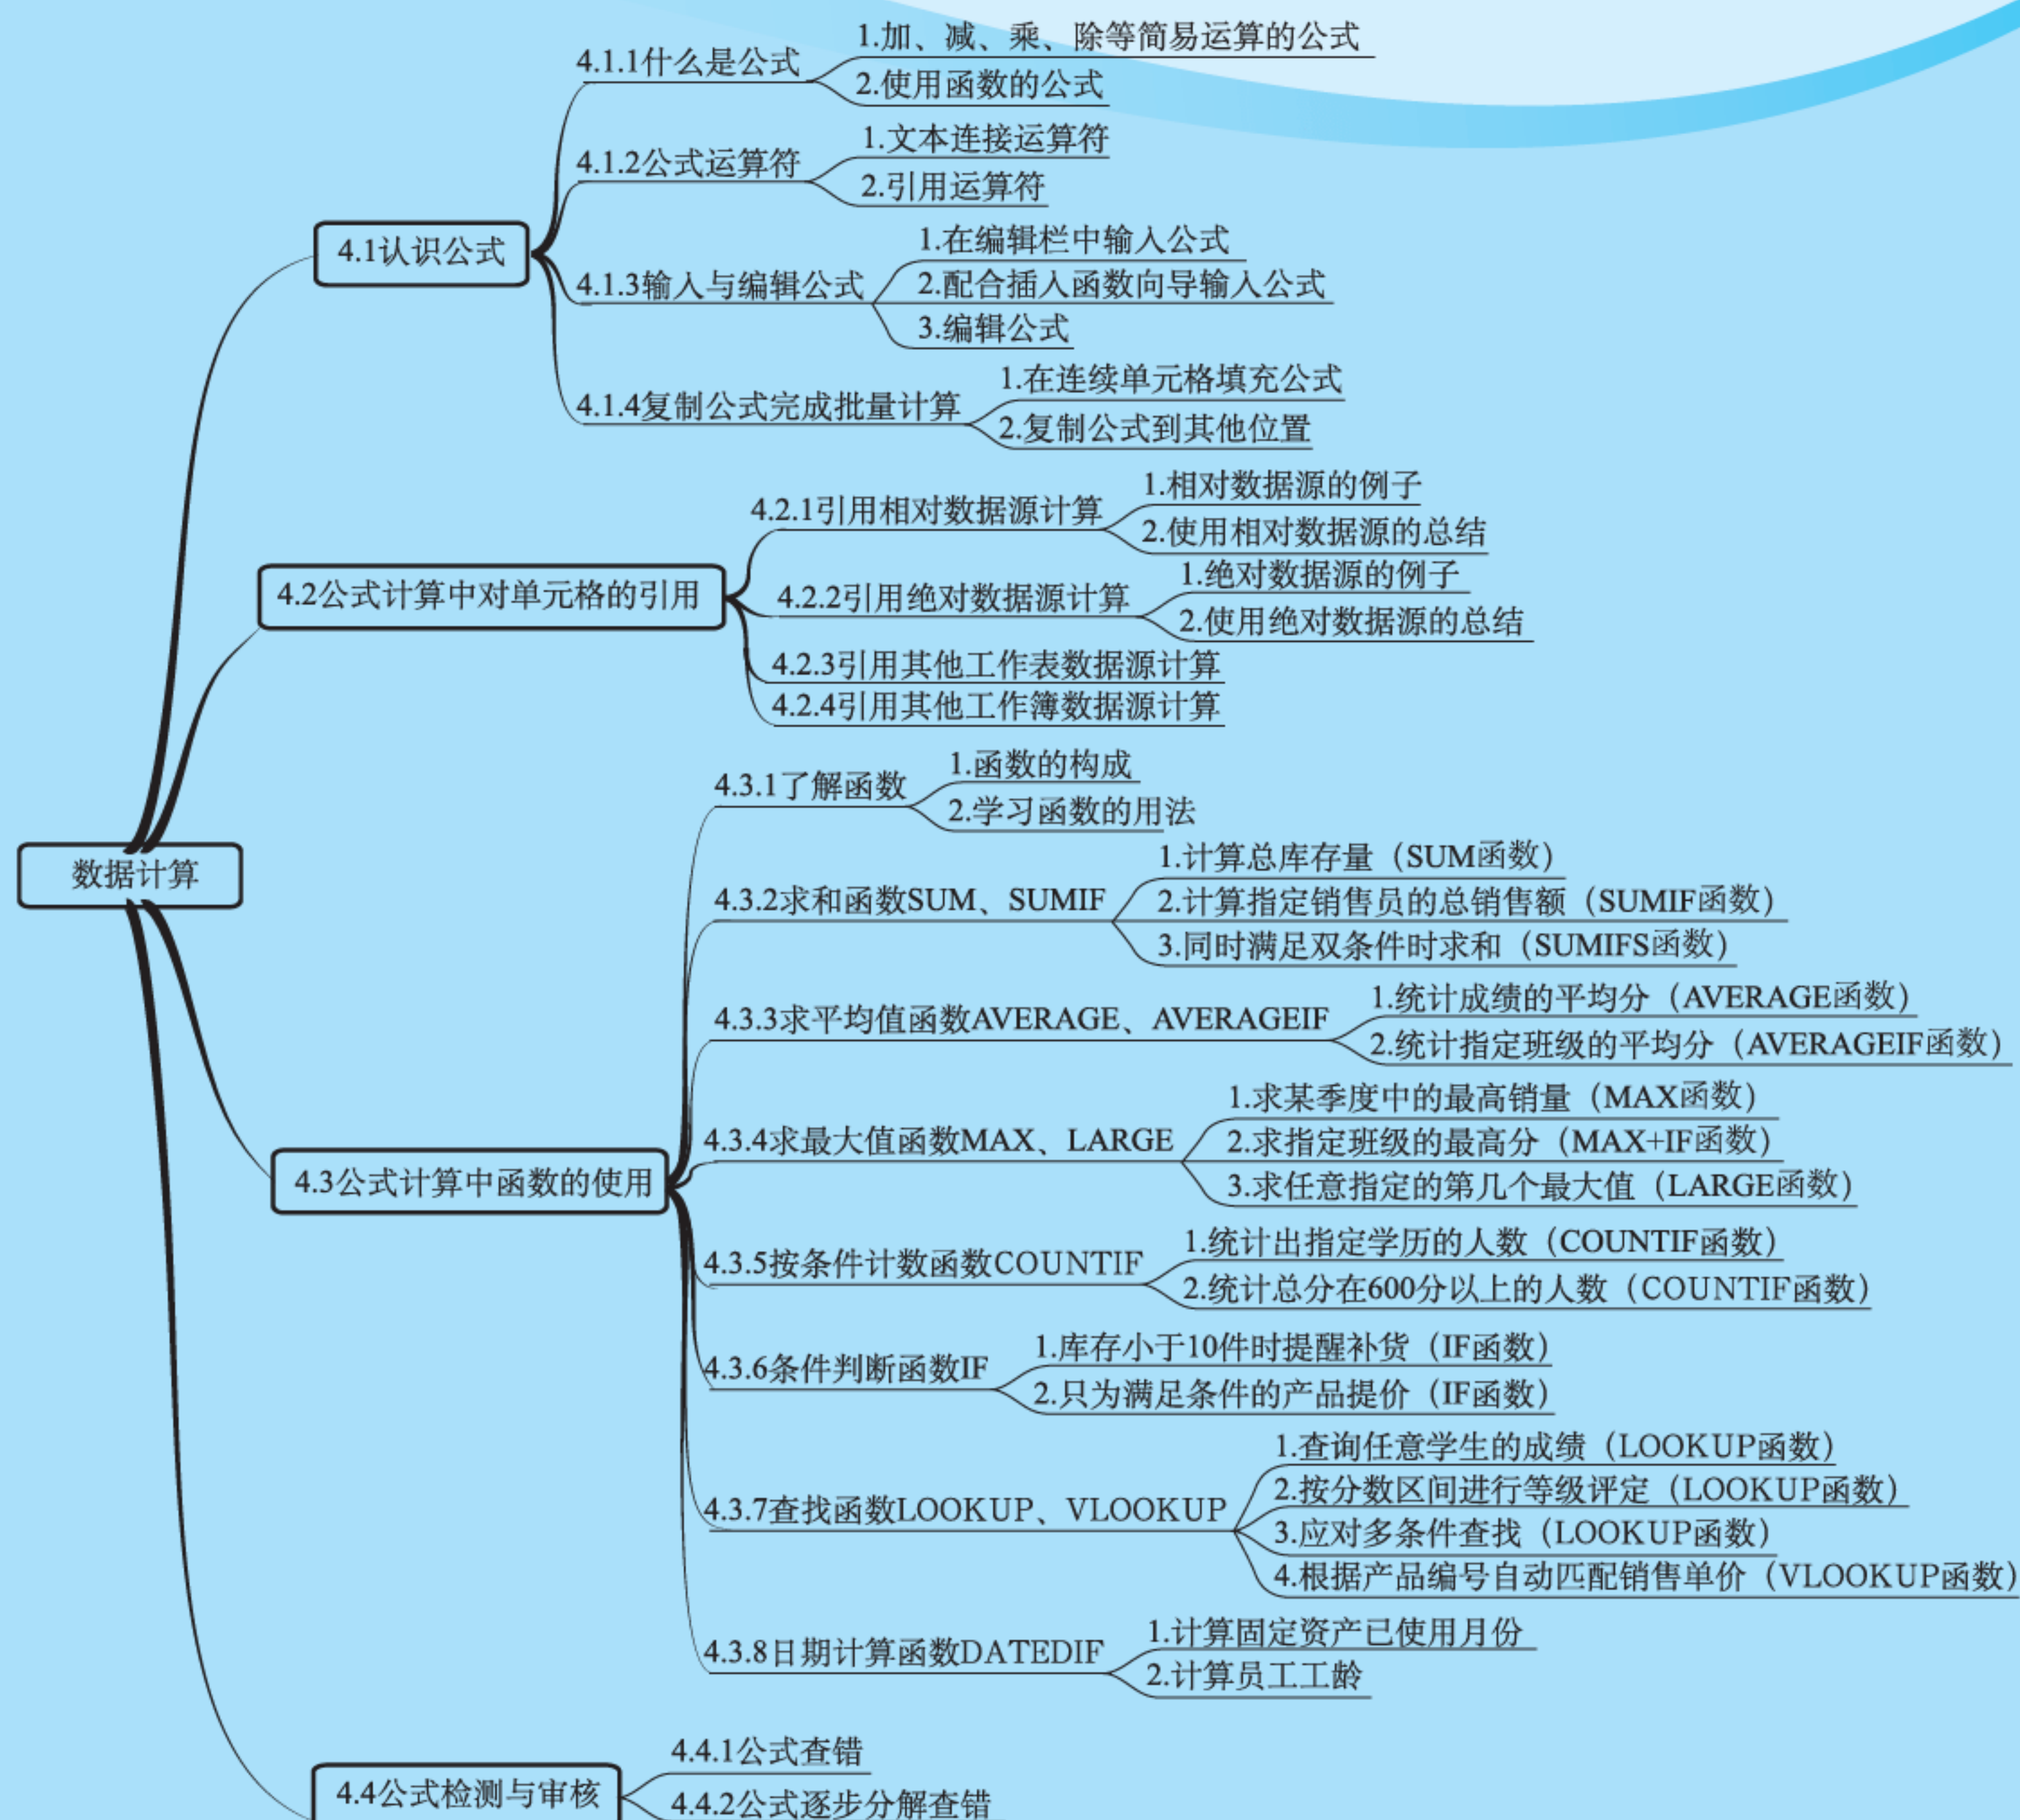 数据计算
4.1认识公式
4.1.1什么是公式
1.加、减、乘、除等简易运算的公式
2.使用函数的公式
4.1.2公式运算符
1.文本连接运算符
2.引用运算符
4.1.3输入与编辑公式
1.在编辑栏中输入公式
2.配合插入函数向导输入公式
3.编辑公式
4.1.4复制公式完成批量计算
1.在连续单元格填充公式
2.复制公式到其他位置
4.2公式计算中对单元格的引用
4.2.1引用相对数据源计算
1.相对数据源的例子
2.使用相对数据源的总结
4.2.2引用绝对数据源计算
1.绝对数据源的例子
2.使用绝对数据源的总结
4.2.3引用其他工作表数据源计算
4.2.4引用其他工作簿数据源计算
4.3公式计算中函数的使用
4.3.1了解函数
1.函数的构成
2.学习函数的用法
4.3.2求和函数SUM、SUMIF
1.计算总库存量（SUM函数）
2.计算指定销售员的总销售额（SUMIF函数）
3.同时满足双条件时求和（SUMIFS函数）
4.3.3求平均值函数AVERAGE、AVERAGEIF
1.统计成绩的平均分（AVERAGE函数）
2.统计指定班级的平均分（AVERAGEIF函数）
4.3.4求最大值函数MAX、LARGE
1.求某季度中的最高销量（MAX函数）
2.求指定班级的最高分（MAX+IF函数）
3.求任意指定的第几个最大值（LARGE函数）
4.3.5按条件计数函数COUNTIF
1.统计出指定学历的人数（COUNTIF函数）
2.统计总分在600分以上的人数（COUNTIF函数）
4.3.6条件判断函数IF
1.库存小于10件时提醒补货（IF函数）
2.只为满足条件的产品提价（IF函数）
4.3.7查找函数LOOKUP、VLOOKUP
1.查询任意学生的成绩（LOOKUP函数）
2.按分数区间进行等级评定（LOOKUP函数）
3.应对多条件查找（LOOKUP函数）
4.根据产品编号自动匹配销售单价（VLOOKUP函数）
4.3.8日期计算函数DATEDIF
1.计算固定资产已使用月份
2.计算员工工龄
4.4公式检测与审核
4.4.1公式查错
4.4.2公式逐步分解查错